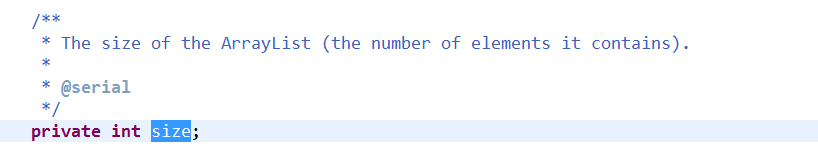 /**
* The size of the ArrayList (the number of elements it contains).
*
* @serial
*/
private int size;